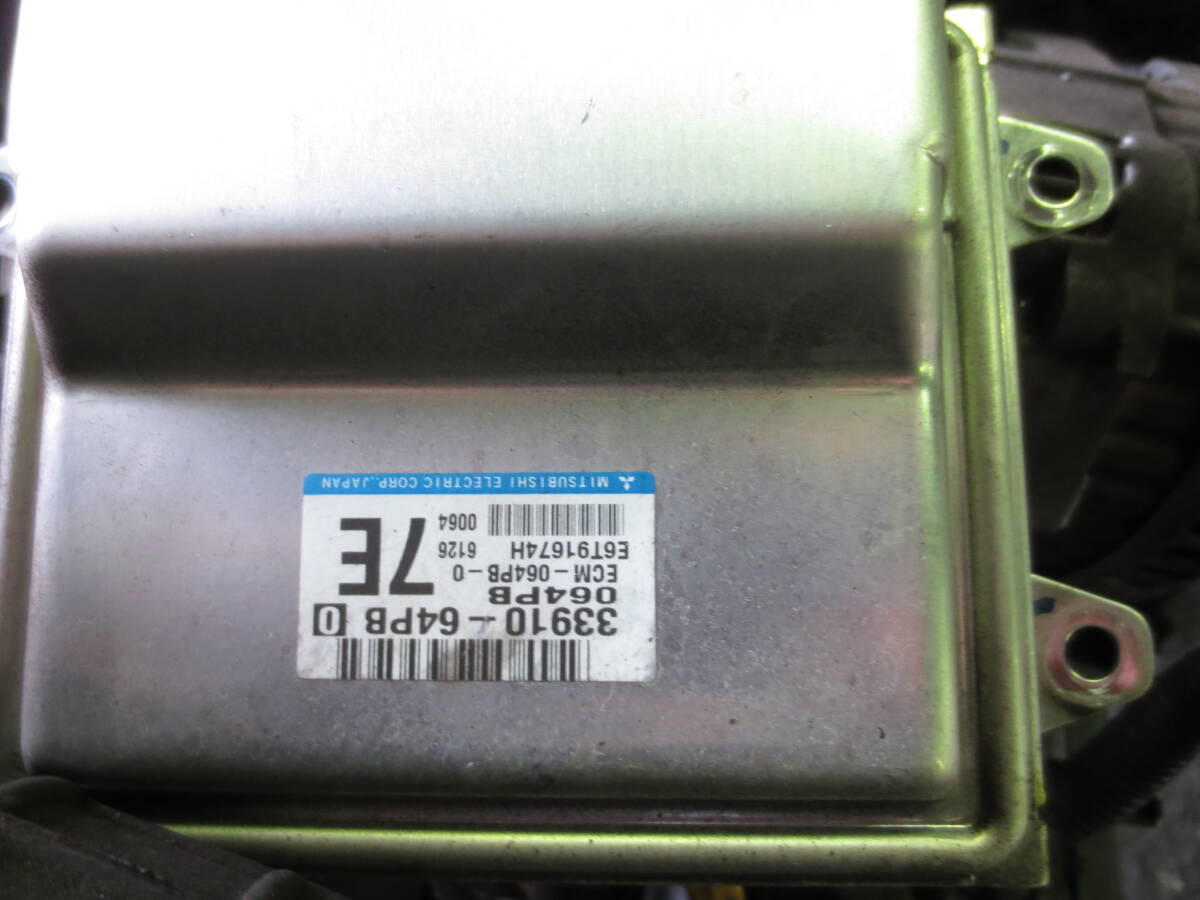 MITSUBISHI ELECTRIC CORP., JAPAN
0064
E6T91674H 6126
7E
ECM-064PB-0
064PB
33910-64PB 0